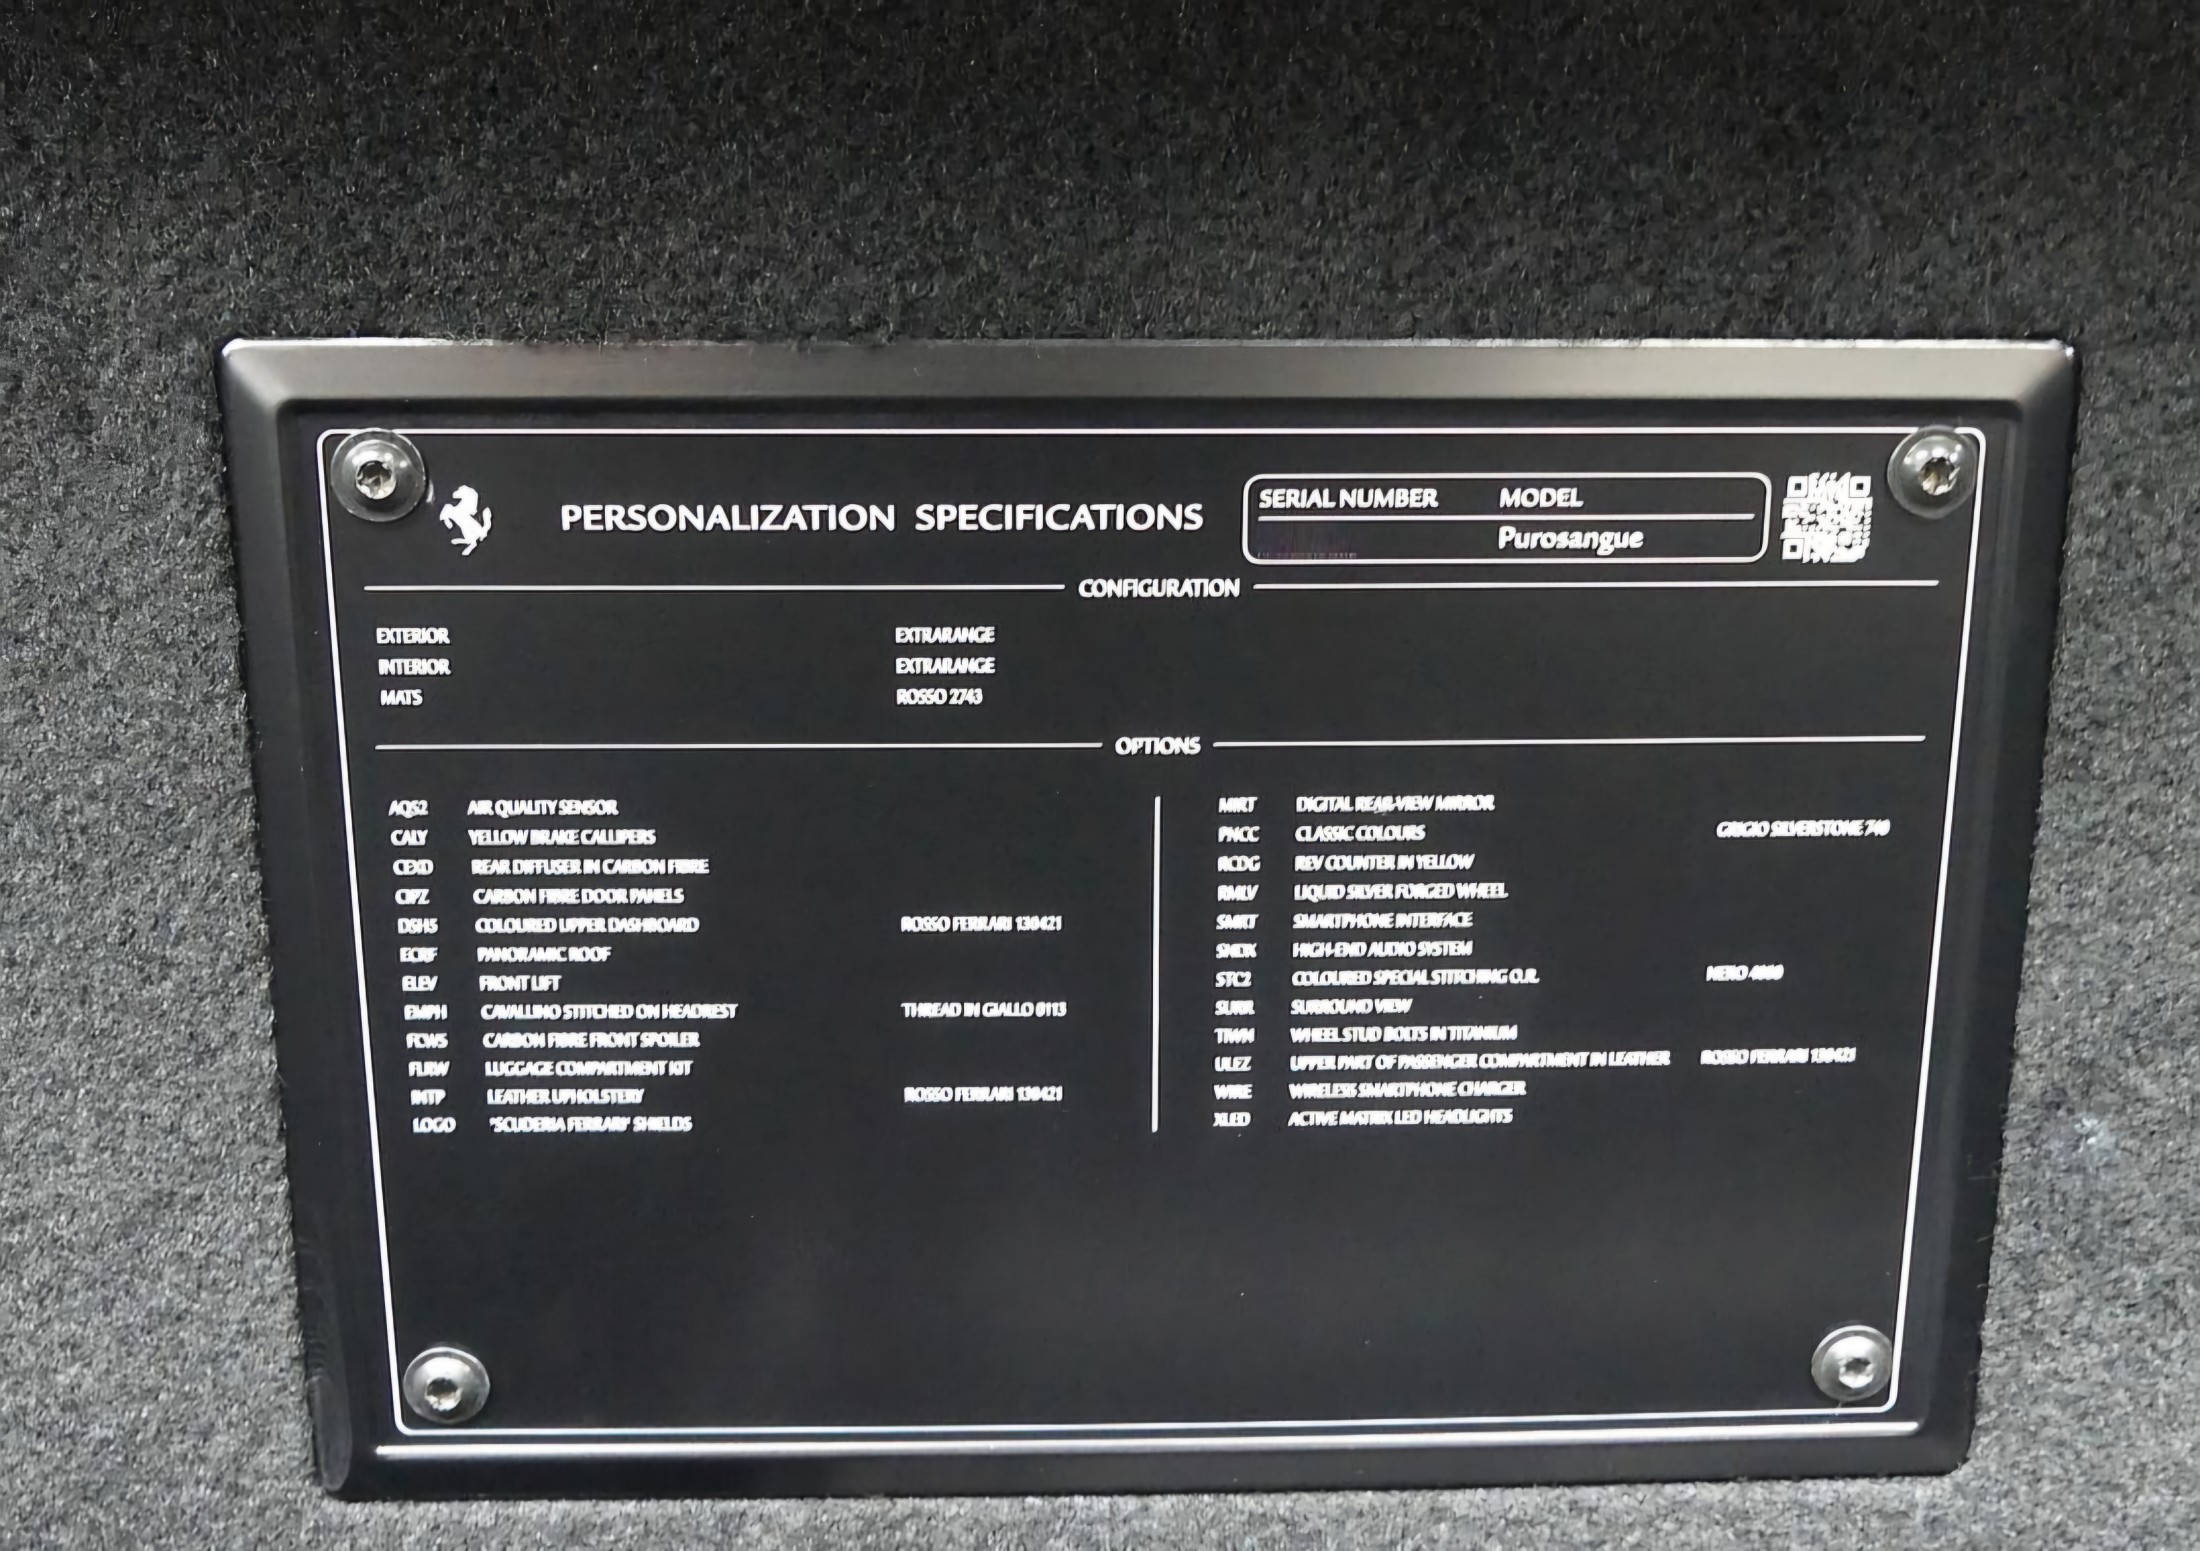 PERSONALIZATION SPECIFICATIONS
SERIAL NUMBER MODEL
Purosangue
CONFIGURATION
EXTERIOR EXTRARANGE
INTERIOR EXTRARANGE
MATS ROSSO 2743
OPTIONS
AQS2 AIR QUALITY SENSOR
CALY YELLOW BRAKE CALLIPERS
CEXD REAR DIFFUSER IN CARBON FIBRE
CIPZ CARBON FIBRE DOOR PANELS
DSH5 COLOURED UPPER DASHBOARD ROSSO FERRARI 130421
ECRF PANORAMIC ROOF
ELEV FRONT LIFT
EMPH CAVALLINO STITCHED ON HEADREST THREAD IN GIALLO 0113
FCWS CARBON FIBRE FRONT SPOILER
FLRW LUGGAGE COMPARTMENT KIT
INTP LEATHER UPHOLSTERY ROSSO FERRARI 130421
LOGO "SCUDERIA FERRARI" SHIELDS
MIRT DIGITAL REAR-VIEW MIRROR
PNCC CLASSIC COLOURS GRIGIO SILVERSTONE 740
RCDG REV COUNTER IN YELLOW
RMLV LIQUID SILVER FORGED WHEEL
SMRT SMARTPHONE INTERFACE
HIGH-END AUDIO SYSTEM
STC2 COLOURED SPECIAL STITCHING O.R. NERO
SURR SURROUND VIEW
WHEEL STUD BOLTS IN TITANIUM
ULEZ UPPER PART OF PASSENGER COMPARTMENT IN LEATHER ROSSO FERRARI 130421
WIRE WIRELESS SMARTPHONE CHARGER
XLED ACTIVE MATRIX LED HEADLIGHTS